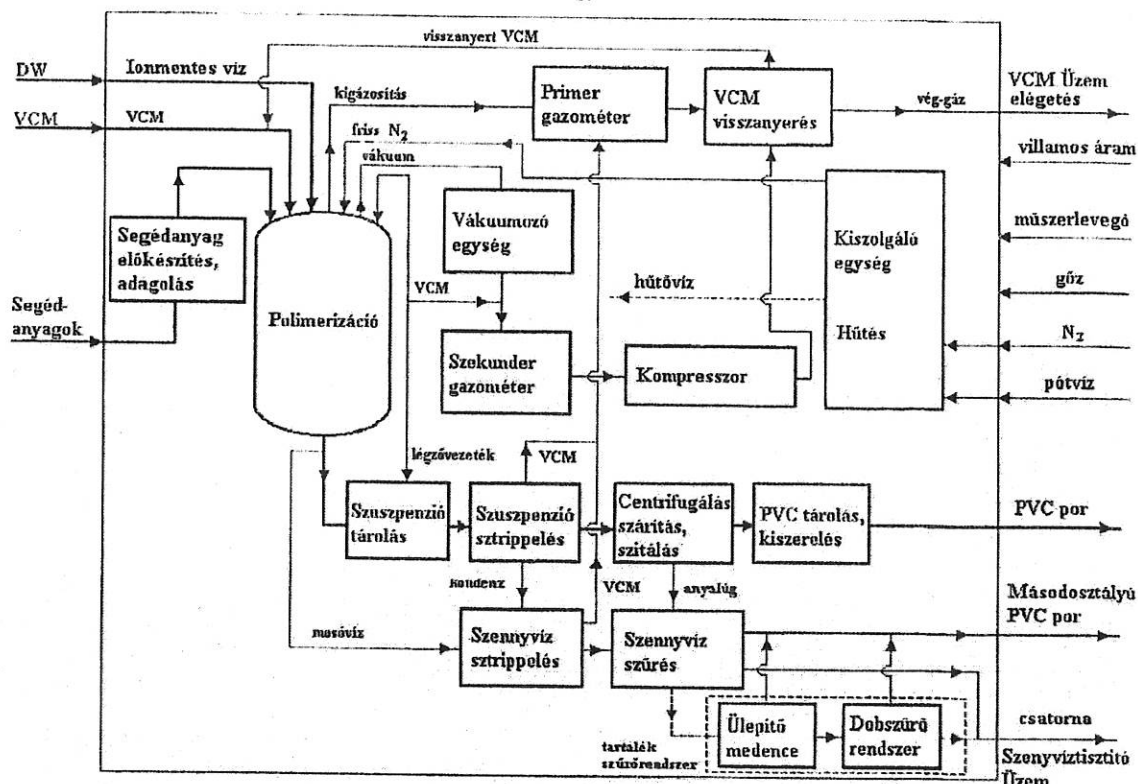 visszanyert VCM
DW
Ionmentes víz
VCM
VCM
kigázosítás
Primer
gazométer
VCM
visszanyerés
vég-gáz
VCM Üzem
elégetés
friss N2
vákuum
villamos áram
Segédanyag
előkészítés,
adagolás
Vákuumozó
egység
Kiszolgáló
egység
Hűtés
műszerlevegő
Segéd-
anyagok
Polimerizáció
VCM
hűtővíz
gőz
N2
Szekunder
gazométer
Kompresszor
pótvíz
légzővezeték
VCM
Szuszpenzió
tárolás
Szuszpenzió
sztrippelés
Centrifugálás
szárítás,
szitálás
PVC tárolás,
kiszerelés
PVC por
kondenz
VCM
anyalúg
Másodosztályú
PVC por
mosóvíz
Szennyvíz
sztrippelés
Szennyvíz
szűrés
Ülepítő
medence
Dobszűrő
rendszer
tartalék
szűrőrendszer
csatorna
Szenyvíztisztitó
Üzem